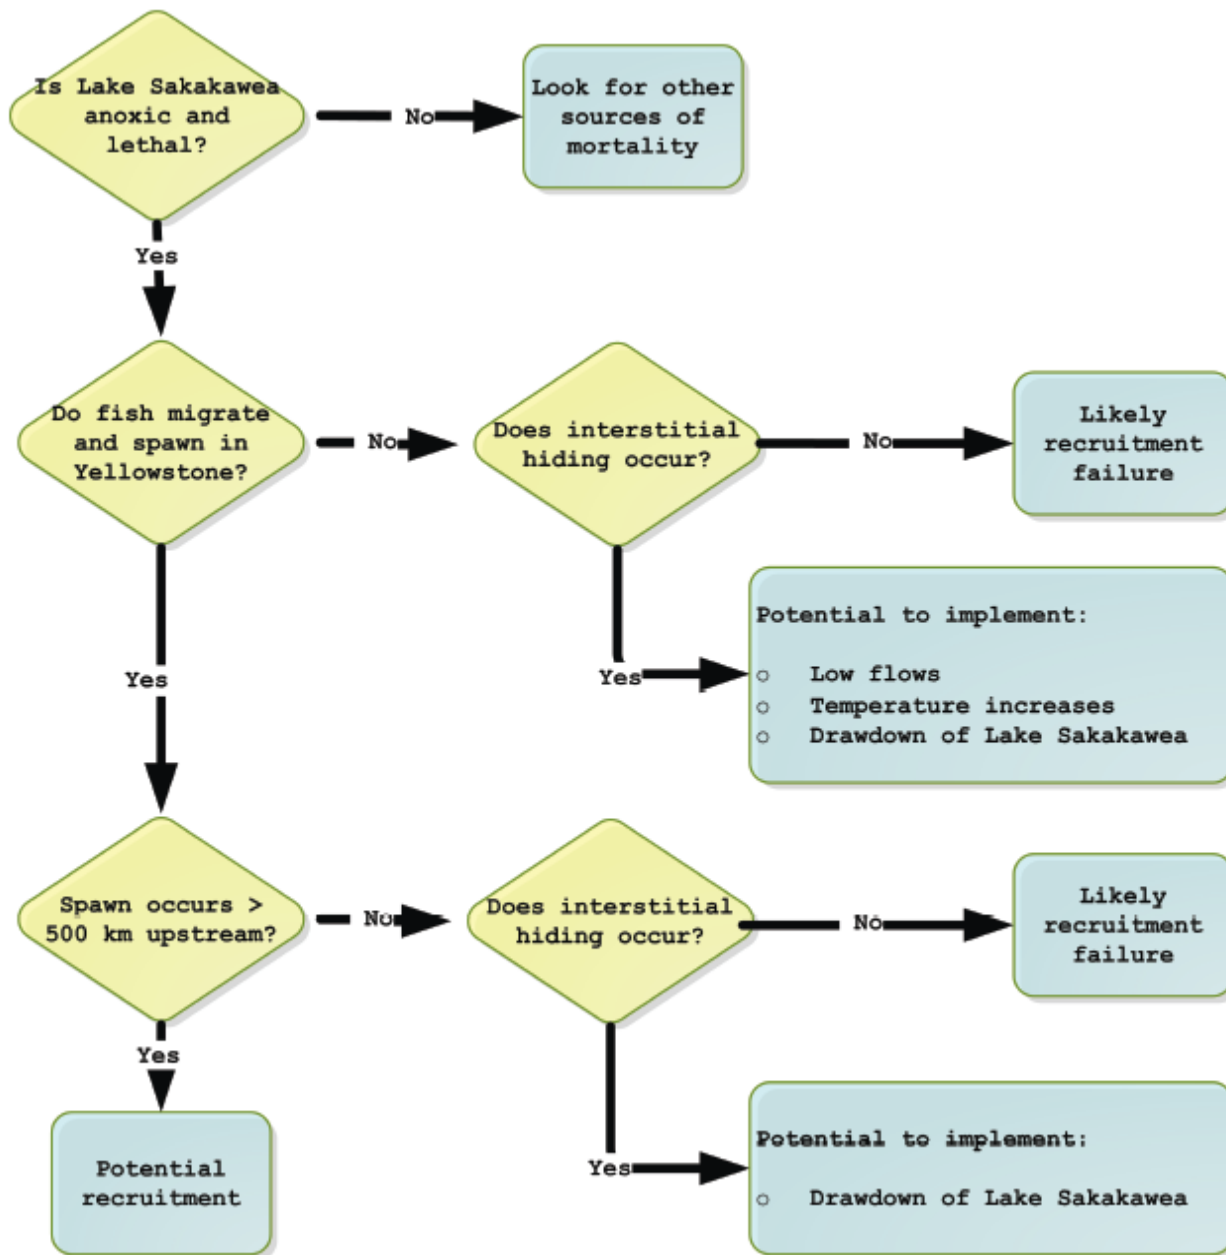 Is Lake Sakakawea
anoxic and
lethal?
No
Look for other
sources of
mortality
Yes
Do fish migrate
and spawn in
Yellowstone?
No
Does interstitial
hiding occur?
No
Likely
recruitment
failure
Yes
Potential to implement:
○ Low flows
○ Temperature increases
○ Drawdown of Lake Sakakawea
Yes
Spawn occurs >
500 km upstream?
No
Does interstitial
hiding occur?
No
Likely
recruitment
failure
Yes
Potential to implement:
○ Drawdown of Lake Sakakawea
Yes
Potential
recruitment